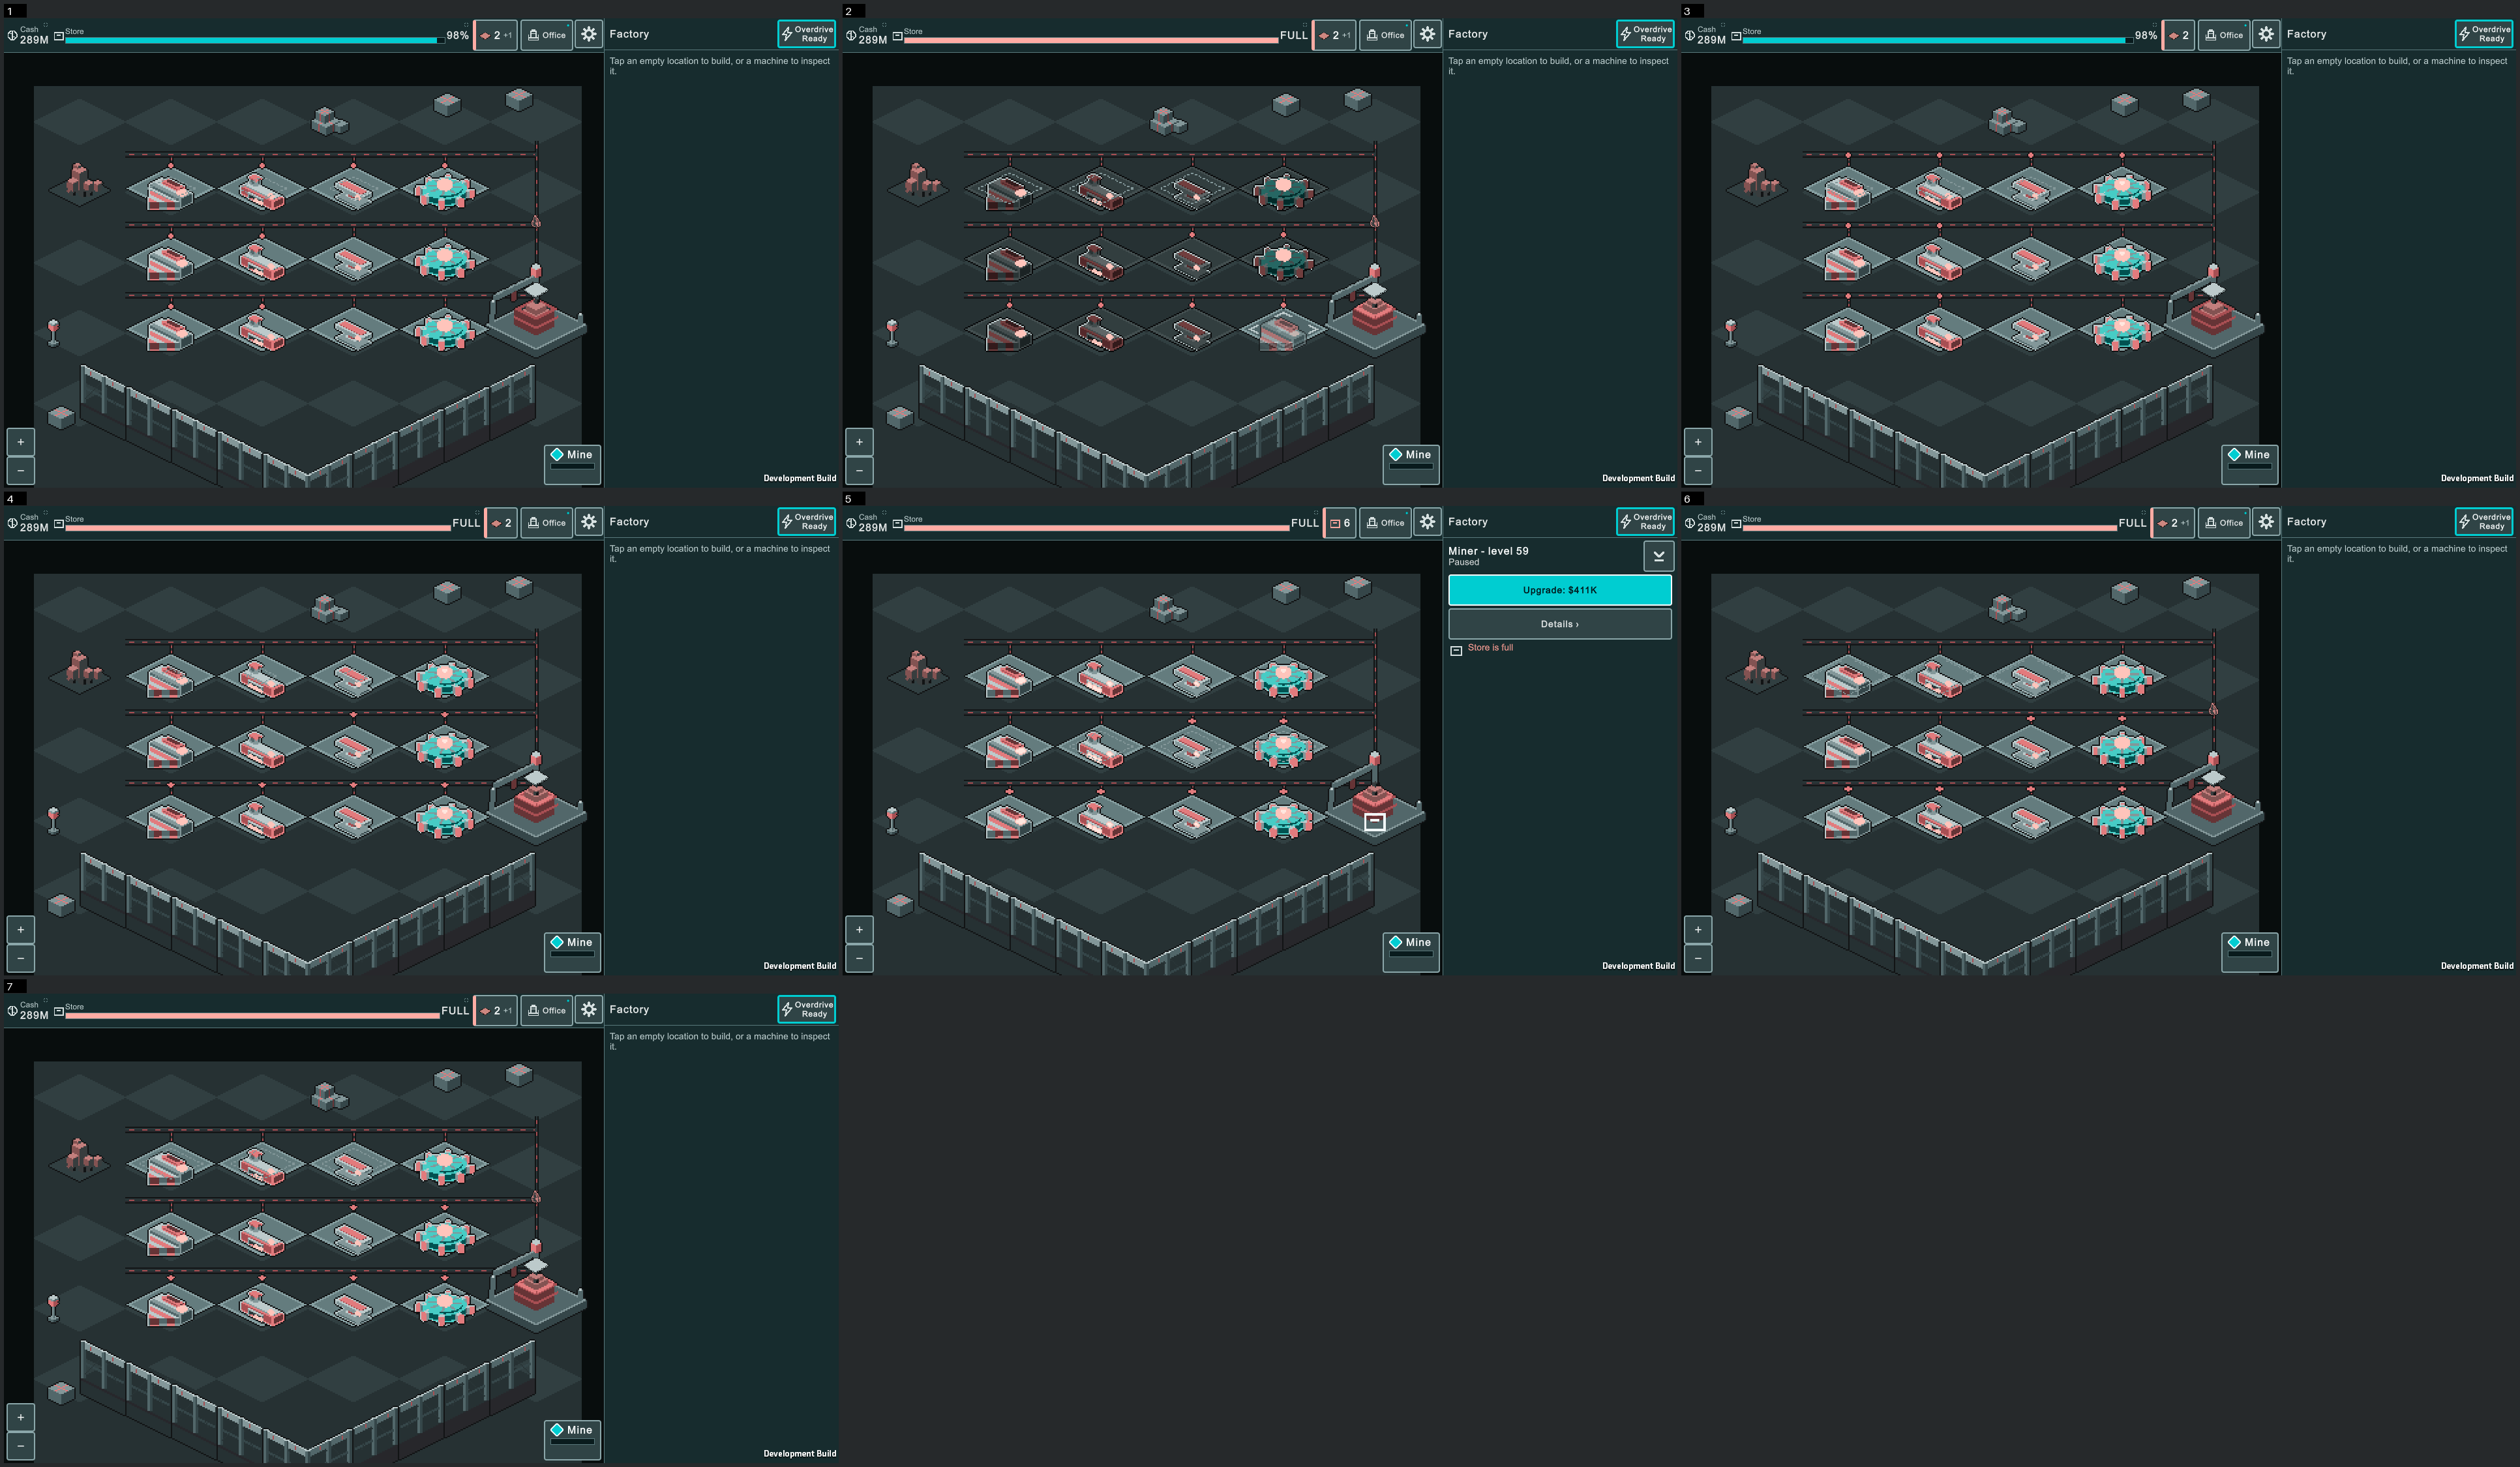 1
Cash
289M
Store
98%
2 +1
Office
Factory
Overdrive
Ready
Tap an empty location to build, or a machine to inspect
it.
+
−
Mine
Development Build
2
Cash
289M
Store
FULL
2 +1
Office
Factory
Overdrive
Ready
Tap an empty location to build, or a machine to inspect
it.
+
−
Mine
Development Build
3
Cash
289M
Store
98%
2
Office
Factory
Overdrive
Ready
Tap an empty location to build, or a machine to inspect
it.
+
−
Mine
Development Build
4
Cash
289M
Store
FULL
2
Office
Factory
Overdrive
Ready
Tap an empty location to build, or a machine to inspect
it.
+
−
Mine
Development Build
5
Cash
289M
Store
FULL
6
Office
Factory
Overdrive
Ready
Miner - level 59
Paused
Upgrade: $411K
Details ›
Store is full
+
−
Mine
Development Build
6
Cash
289M
Store
FULL
2 +1
Office
Factory
Overdrive
Ready
Tap an empty location to build, or a machine to inspect
it.
+
−
Mine
Development Build
7
Cash
289M
Store
FULL
2 +1
Office
Factory
Overdrive
Ready
Tap an empty location to build, or a machine to inspect
it.
+
−
Mine
Development Build